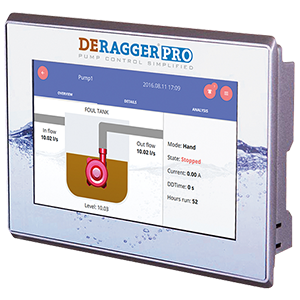 DERAGGER PRO
PUMP CONTROL SIMPLIFIED
Pump1
2016.08.11 17:09
OVERVIEW
DETAILS
ANALYSIS
FOUL TANK
In flow
10.02 l/s
Out flow
10.02 l/s
Level: 10.03
Mode: Hand
State: Stopped
Current: 0.00 A
DDTime: 0 s
Hours run: 52